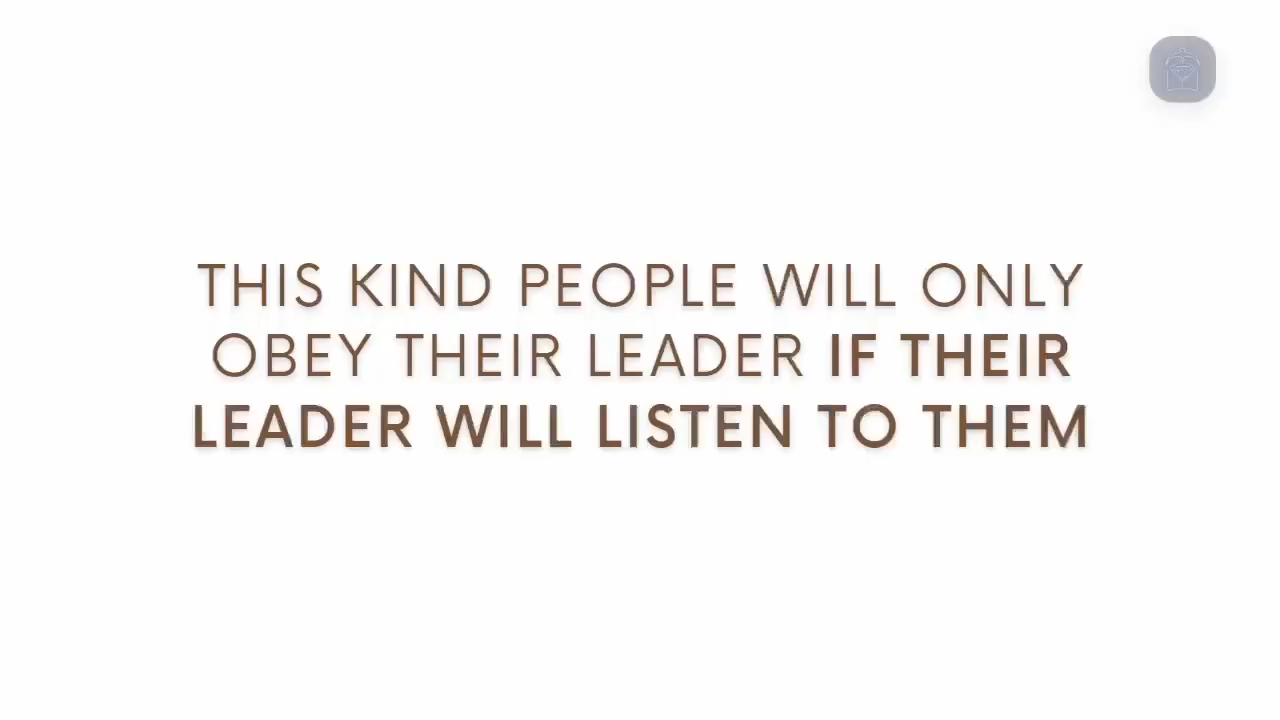 THIS KIND PEOPLE WILL ONLY
OBEY THEIR LEADER IF THEIR
LEADER WILL LISTEN TO THEM